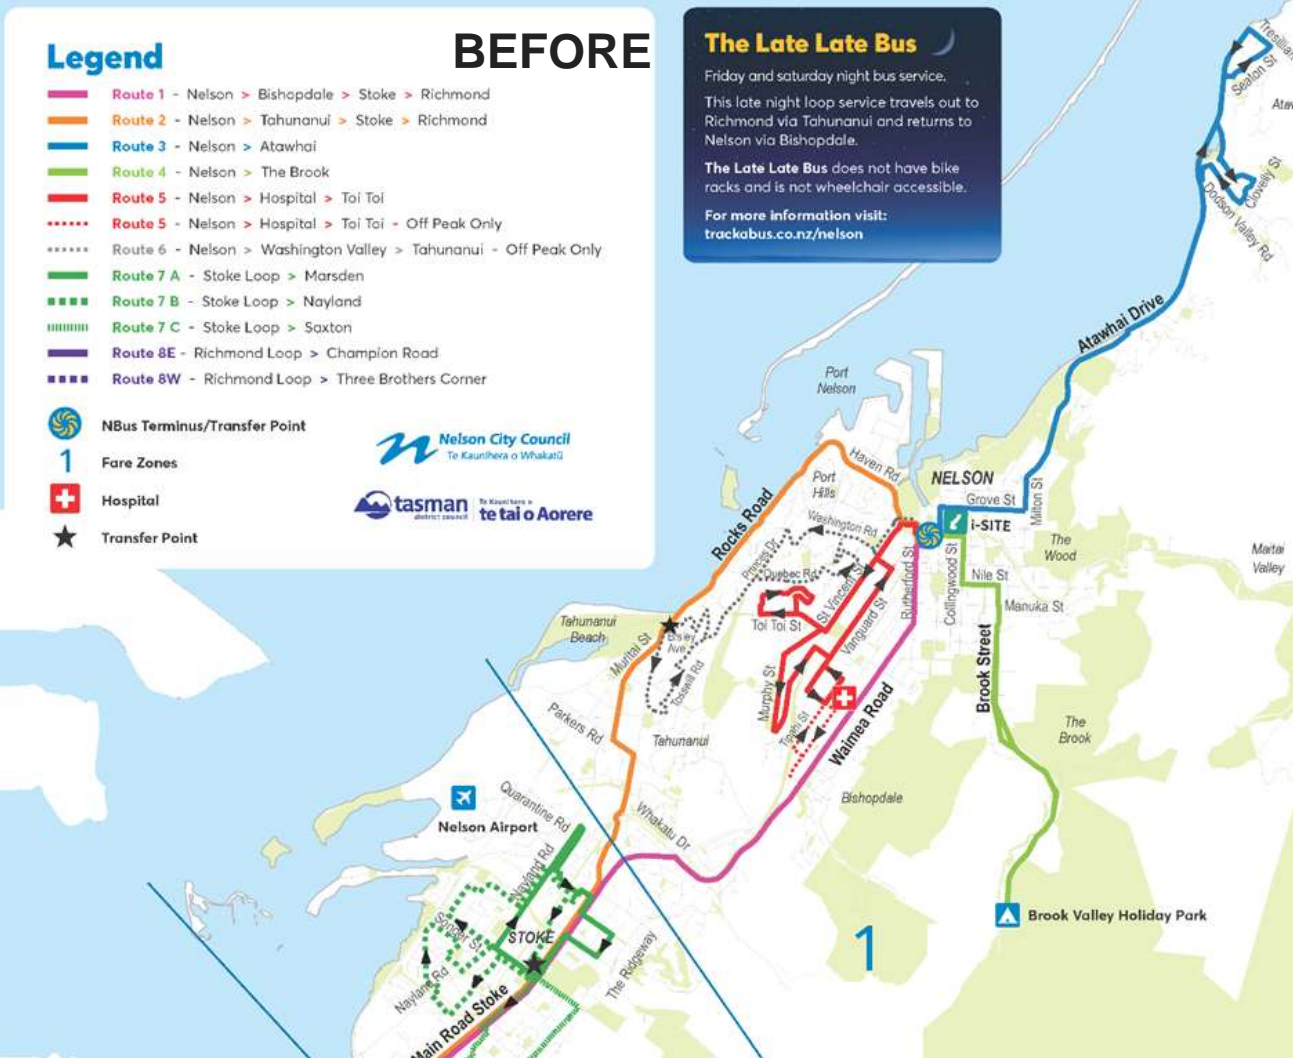 BEFORE
Legend
Route 1 - Nelson > Bishopdale > Stoke > Richmond
Route 2 - Nelson > Tahunanui > Stoke > Richmond
Route 3 - Nelson > Atawhai
Route 4 - Nelson > The Brook
Route 5 - Nelson > Hospital > Toi Toi
Route 5 - Nelson > Hospital > Toi Toi - Off Peak Only
Route 6 - Nelson > Washington Valley > Tahunanui - Off Peak Only
Route 7 A - Stoke Loop > Marsden
Route 7 B - Stoke Loop > Nayland
Route 7 C - Stoke Loop > Saxton
Route 8E - Richmond Loop > Champion Road
Route 8W - Richmond Loop > Three Brothers Corner
NBus Terminus/Transfer Point
1 Fare Zones
Hospital
Transfer Point
Nelson City Council
Te Kaunihera o Whakatū
tasman
district council
Te Kaunihera o
te tai o Aorere
The Late Late Bus
Friday and saturday night bus service.
This late night loop service travels out to
Richmond via Tahunanui and returns to
Nelson via Bishopdale.
The Late Late Bus does not have bike
racks and is not wheelchair accessible.
For more information visit:
trackabus.co.nz/nelson
Seaton St
Clovelly St
Dodson Valley Rd
Atawhai Drive
Port
Nelson
Haven Rd
NELSON
Port
Hills
Grove St
Milton St
i-SITE
Rocks Road
Washington Rd
The
Wood
Maitai
Valley
Princes Dr
Quebec Rd
St Vincent St
Rutherford St
Collingwood St
Nile St
Manuka St
Toi Toi St
Vanguard St
Tahunanui
Beach
Bisley
Ave
Muritai St
Tosswill Rd
Murphy St
Brook Street
Waimea Road
Tipahi St
Parkers Rd
Tahunanui
The
Brook
Bishopdale
Quarantine Rd
Nelson Airport
Whakatu Dr
Nayland Rd
Brook Valley Holiday Park
Songer St
STOKE
1
The Ridgeway
Nayland Rd
Main Road Stoke